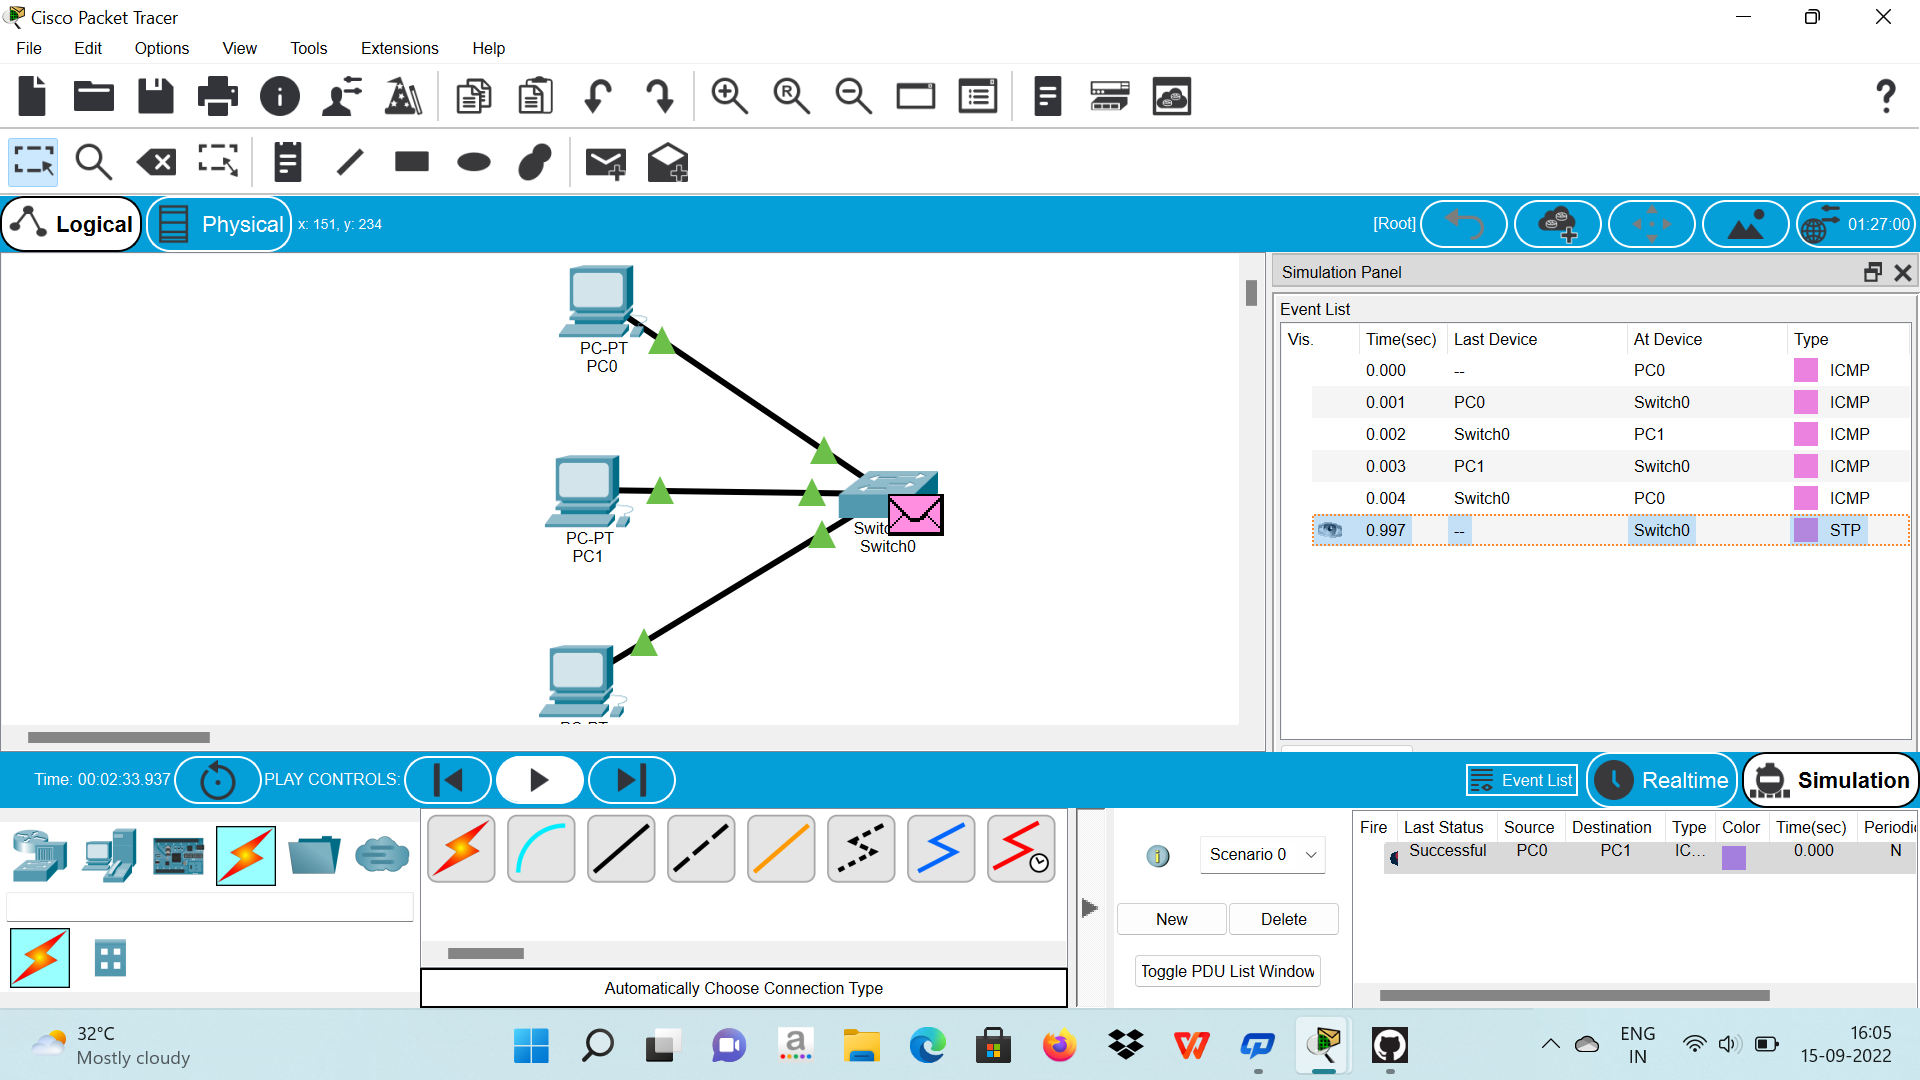 Cisco Packet Tracer
File Edit Options View Tools Extensions Help
Logical Physical x: 151, y: 234 [Root] 01:27:00
PC-PT
PC0
PC-PT
PC1
Switch0
Simulation Panel
Event List
Vis. Time(sec) Last Device At Device Type
0.000 -- PC0 ICMP
0.001 PC0 Switch0 ICMP
0.002 Switch0 PC1 ICMP
0.003 PC1 Switch0 ICMP
0.004 Switch0 PC0 ICMP
0.997 -- Switch0 STP
Time: 00:02:33.937 PLAY CONTROLS: Event List Realtime Simulation
Automatically Choose Connection Type
Scenario 0
New Delete
Toggle PDU List Window
Fire Last Status Source Destination Type Color Time(sec) Periodi
Successful PC0 PC1 IC... 0.000 N
32°C
Mostly cloudy
ENG
IN
16:05
15-09-2022